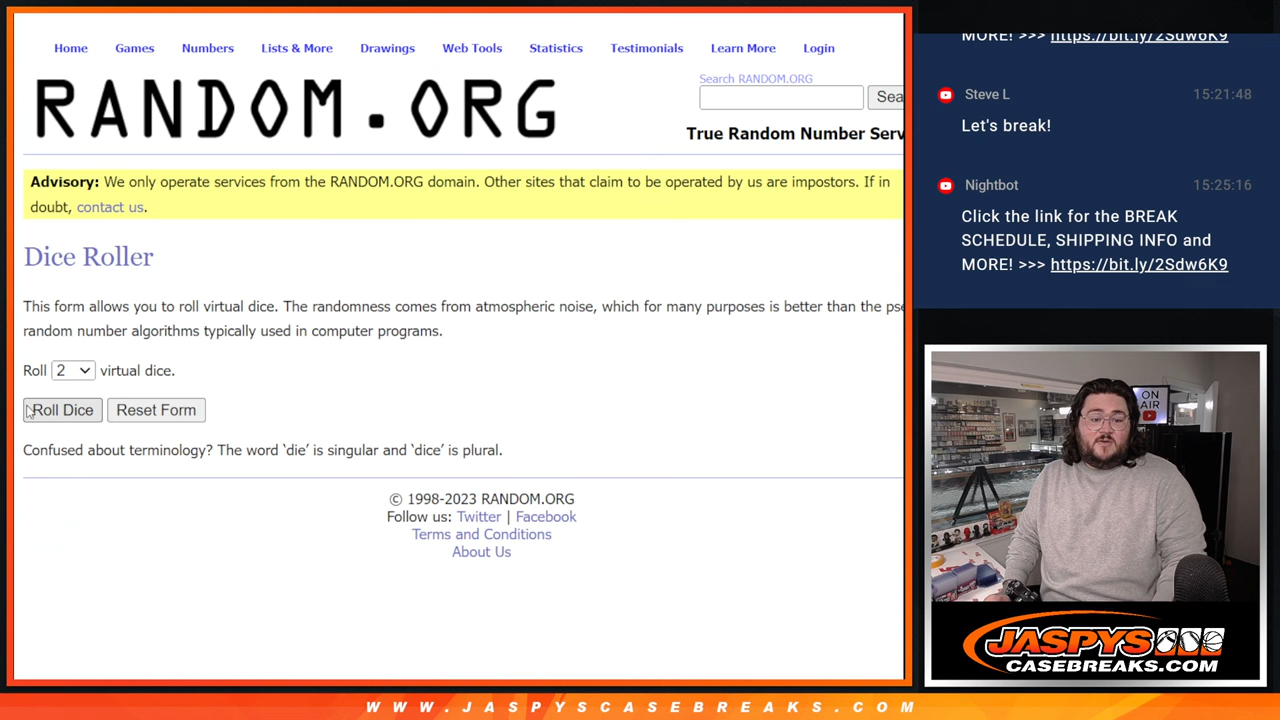 Home Games Numbers Lists & More Drawings Web Tools Statistics Testimonials Learn More Login
RANDOM.ORG
Search RANDOM.ORG
Sea
True Random Number Serv
Advisory: We only operate services from the RANDOM.ORG domain. Other sites that claim to be operated by us are impostors. If in
doubt, contact us.
Dice Roller
This form allows you to roll virtual dice. The randomness comes from atmospheric noise, which for many purposes is better than the pse
random number algorithms typically used in computer programs.
Roll 2 virtual dice.
Roll Dice Reset Form
Confused about terminology? The word ‘die’ is singular and ‘dice’ is plural.
© 1998-2023 RANDOM.ORG
Follow us: Twitter | Facebook
Terms and Conditions
About Us
MORE! >>> https://bit.ly/2Sdw6K9
Steve L 15:21:48
Let's break!
Nightbot 15:25:16
Click the link for the BREAK
SCHEDULE, SHIPPING INFO and
MORE! >>> https://bit.ly/2Sdw6K9
ON
AIR
JASPYS
CASEBREAKS.COM
WWW.JASPYSCASEBREAKS.COM